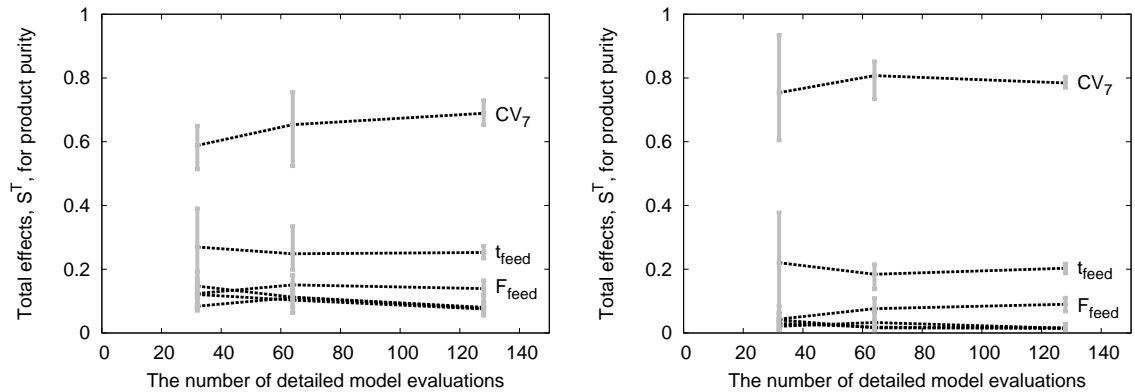 Total effects, S^T, for product purity
1
0.8
0.6
0.4
0.2
0
0 20 40 60 80 100 120 140
The number of detailed model evaluations
CV_7
t_feed
F_feed
Total effects, S^T, for product purity
1
0.8
0.6
0.4
0.2
0
0 20 40 60 80 100 120 140
The number of detailed model evaluations
CV_7
t_feed
F_feed